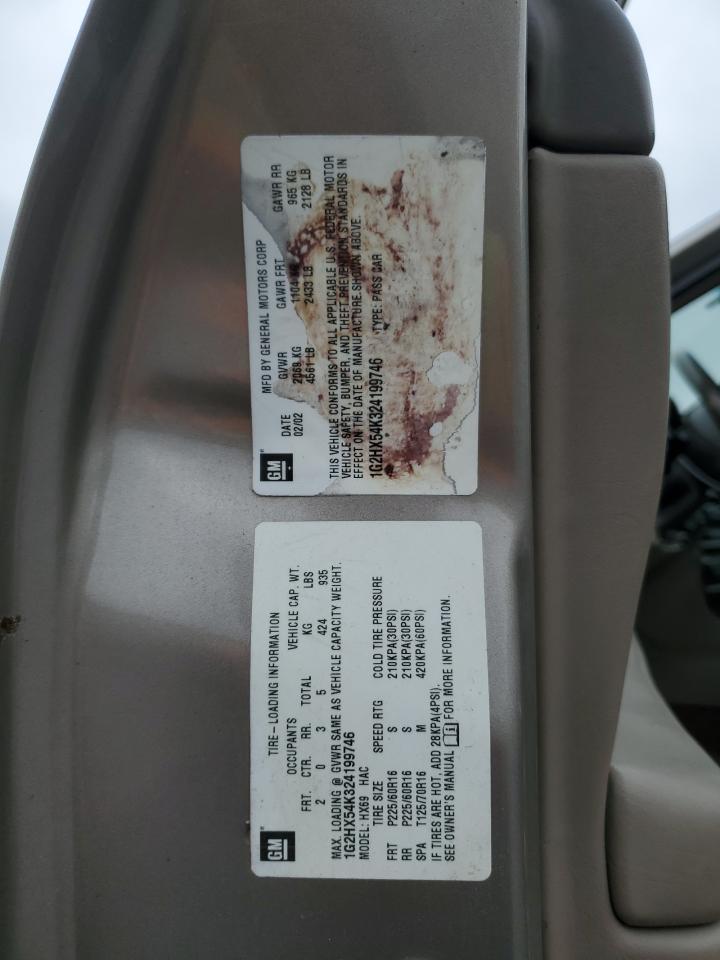 GM
MFD BY GENERAL MOTORS CORP
DATE GVWR GAWR FRT GAWR RR
02/02 2069 KG 1104 KG 965 KG
4561 LB 2433 LB 2128 LB
THIS VEHICLE CONFORMS TO ALL APPLICABLE U.S. FEDERAL MOTOR
VEHICLE SAFETY, BUMPER, AND THEFT PREVENTION STANDARDS IN
EFFECT ON THE DATE OF MANUFACTURE SHOWN ABOVE.
1G2HX54K324199746 TYPE: PASS CAR
GM
TIRE-LOADING INFORMATION
OCCUPANTS VEHICLE CAP. WT.
FRT. CTR. RR. TOTAL KG LBS
2 0 3 5 424 935
MAX. LOADING @ GVWR SAME AS VEHICLE CAPACITY WEIGHT.
1G2HX54K324199746
MODEL: HX69 HAC
TIRE SIZE SPEED RTG COLD TIRE PRESSURE
FRT P225/60R16 S 210KPA(30PSI)
RR P225/60R16 S 210KPA(30PSI)
SPA T125/70R16 M 420KPA(60PSI)
IF TIRES ARE HOT, ADD 28KPA(4PSI).
SEE OWNER'S MANUAL FOR MORE INFORMATION.